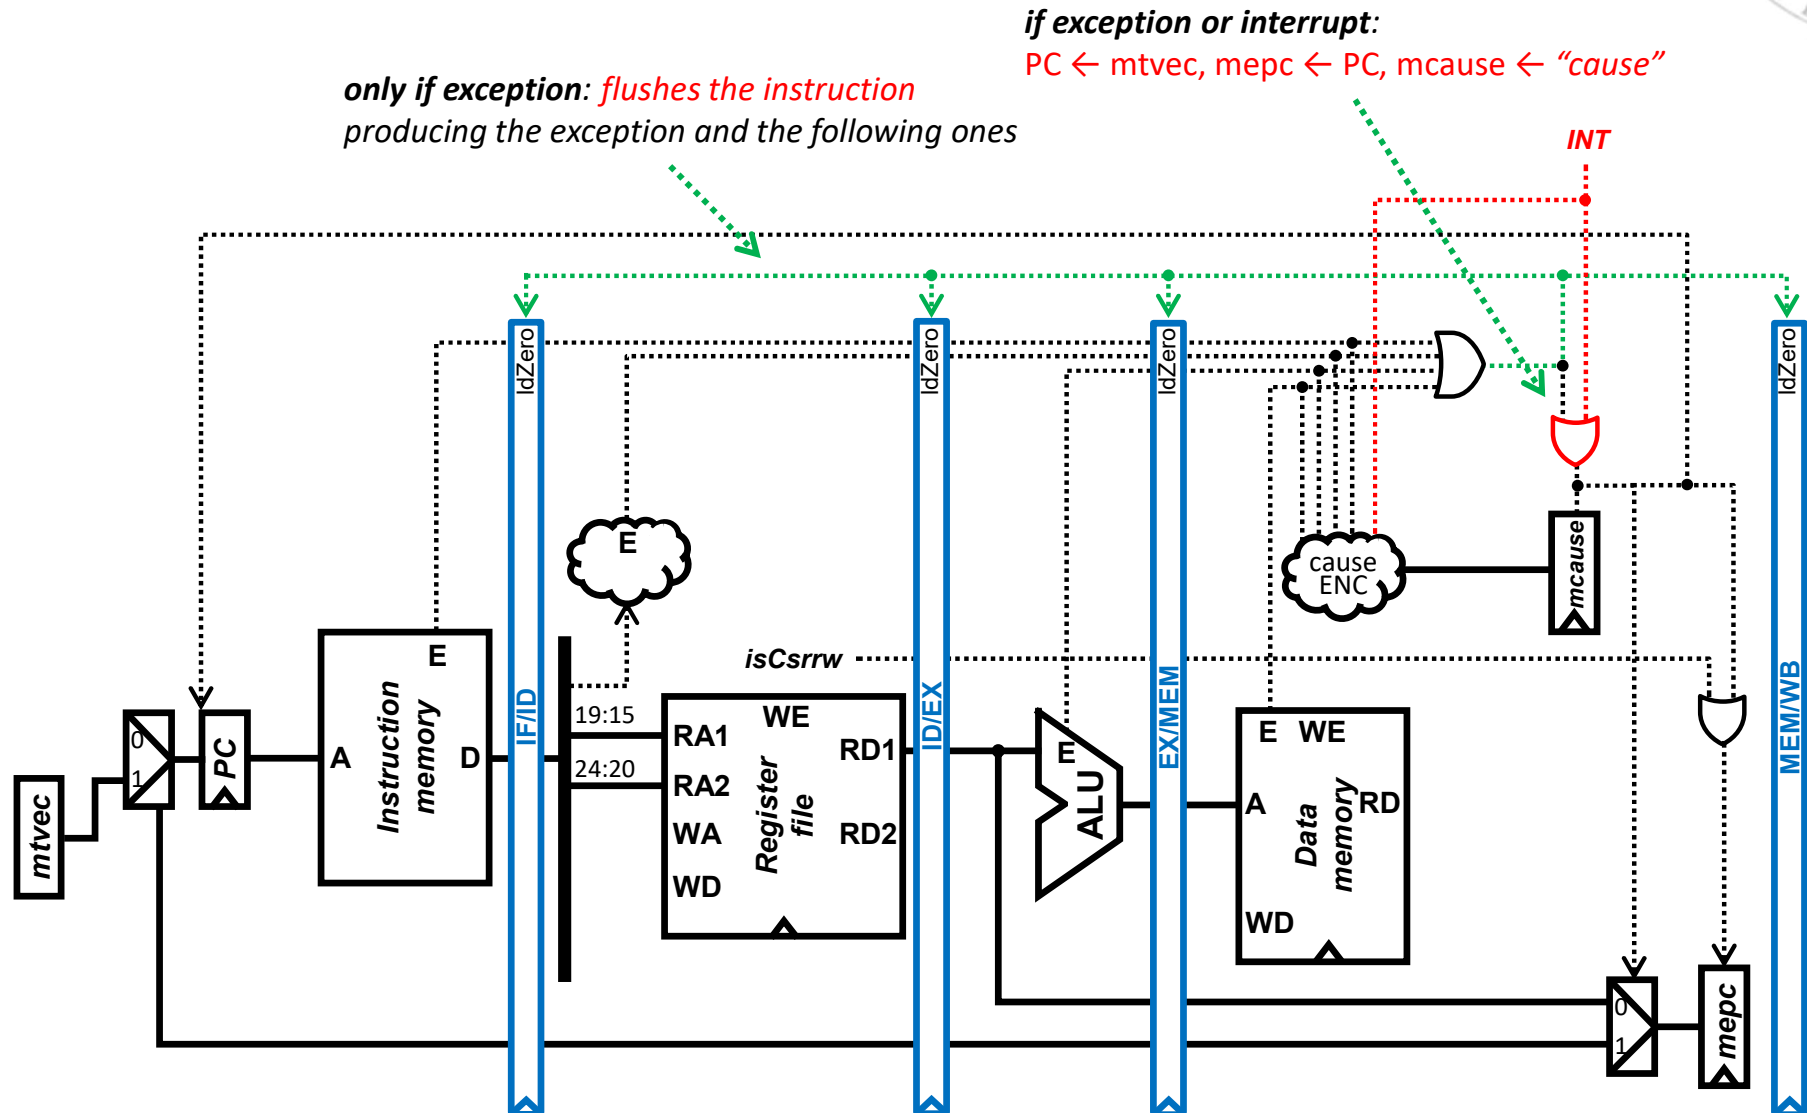 if exception or interrupt:
PC ← mtvec, mepc ← PC, mcause ← “cause”
only if exception: flushes the instruction
producing the exception and the following ones
INT
ldZero
ldZero
ldZero
ldZero
E
cause
ENC
mcause
isCsrrw
mtvec
0
1
PC
E
A
D
Instruction
memory
IF/ID
19:15
24:20
WE
RA1
RA2
WA
WD
RD1
RD2
Register
file
ID/EX
E
ALU
EX/MEM
E
WE
A
RD
WD
Data
memory
0
1
mepc
MEM/WB